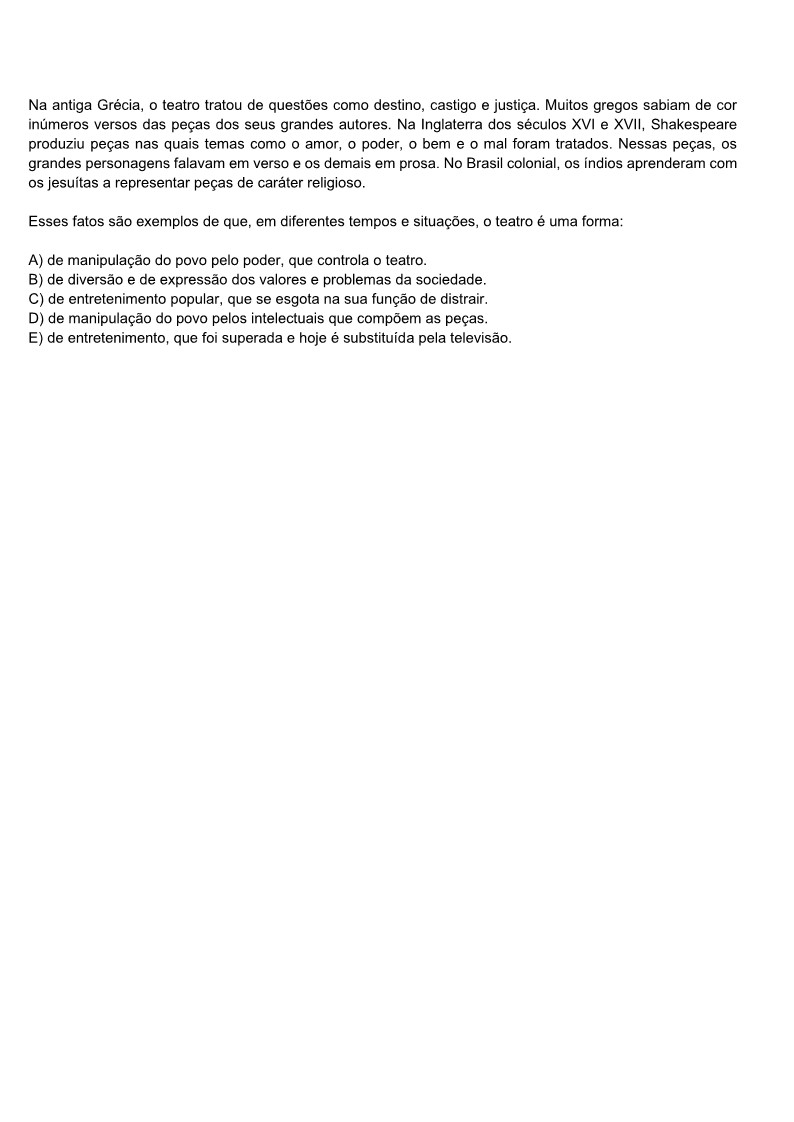 Na antiga Grécia, o teatro tratou de questões como destino, castigo e justiça. Muitos gregos sabiam de cor
inúmeros versos das peças dos seus grandes autores. Na Inglaterra dos séculos XVI e XVII, Shakespeare
produziu peças nas quais temas como o amor, o poder, o bem e o mal foram tratados. Nessas peças, os
grandes personagens falavam em verso e os demais em prosa. No Brasil colonial, os índios aprenderam com
os jesuítas a representar peças de caráter religioso.

Esses fatos são exemplos de que, em diferentes tempos e situações, o teatro é uma forma:

A) de manipulação do povo pelo poder, que controla o teatro.
B) de diversão e de expressão dos valores e problemas da sociedade.
C) de entretenimento popular, que se esgota na sua função de distrair.
D) de manipulação do povo pelos intelectuais que compõem as peças.
E) de entretenimento, que foi superada e hoje é substituída pela televisão.